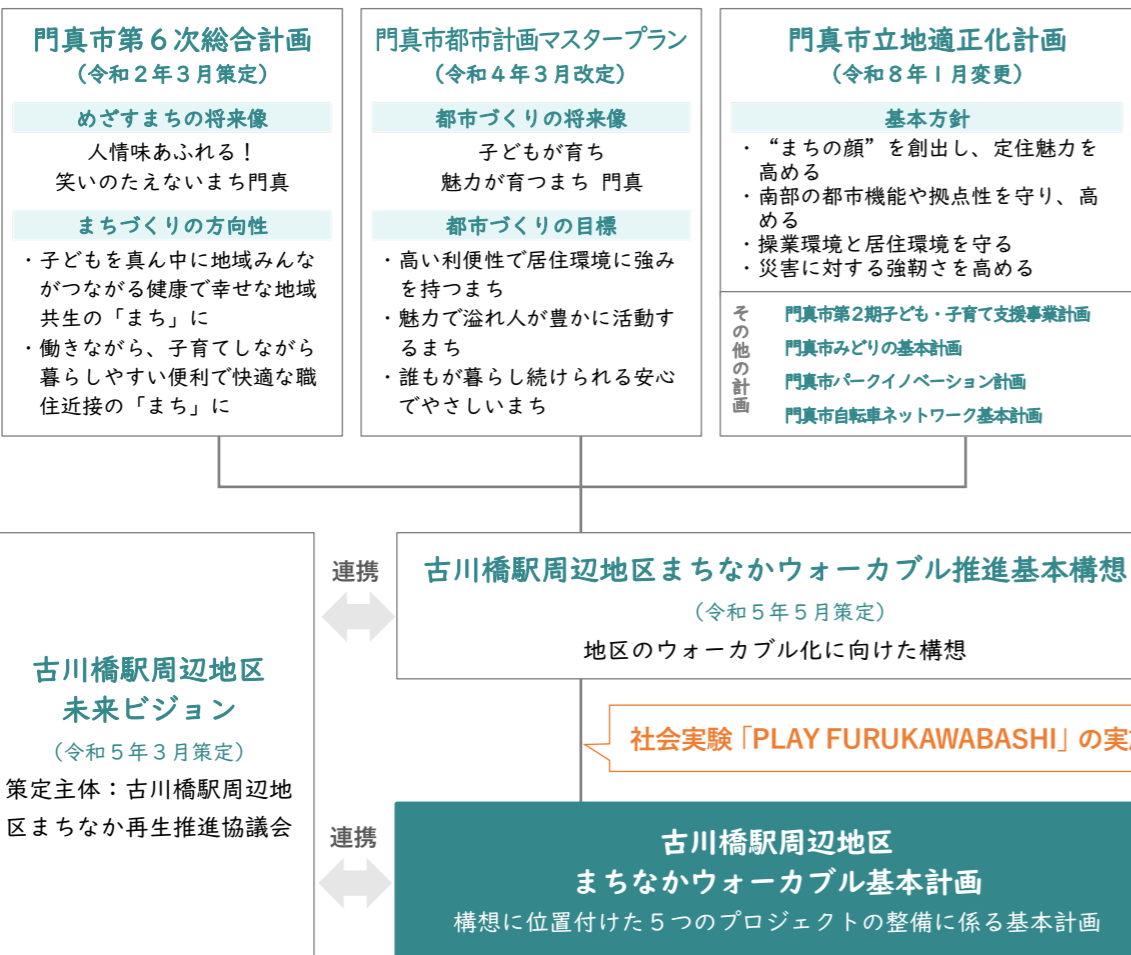 門真市第6次総合計画
(令和2年3月策定)
めざすまちの将来像
人情味あふれる！
笑いのたえないまち門真
まちづくりの方向性
・子どもを真ん中に地域みんな
がつながる健康で幸せな地域
共生の「まち」に
・働きながら、子育てしながら
暮らしやすい便利で快適な職
住近接の「まち」に
門真市都市計画マスタープラン
(令和4年3月改定)
都市づくりの将来像
子どもが育ち
魅力が育つまち 門真
都市づくりの目標
・高い利便性で居住環境に強み
を持つまち
・魅力で溢れ人が豊かに活動す
るまち
・誰もが暮らし続けられる安心
でやさしいまち
門真市立地適正化計画
(令和8年1月変更)
基本方針
・“まちの顔”を創出し、定住魅力を
高める
・南部の都市機能や拠点性を守り、高
める
・操業環境と居住環境を守る
・災害に対する強靭さを高める
その他の計画
門真市第2期子ども・子育て支援事業計画
門真市みどりの基本計画
門真市パークイノベーション計画
門真市自転車ネットワーク基本計画
古川橋駅周辺地区
未来ビジョン
(令和5年3月策定)
策定主体：古川橋駅周辺地
区まちなか再生推進協議会
連携
古川橋駅周辺地区まちなかウォーカブル推進基本構想
(令和5年5月策定)
地区のウォーカブル化に向けた構想
社会実験「PLAY FURUKAWABASHI」の実
連携
古川橋駅周辺地区
まちなかウォーカブル基本計画
構想に位置付けた5つのプロジェクトの整備に係る基本計画